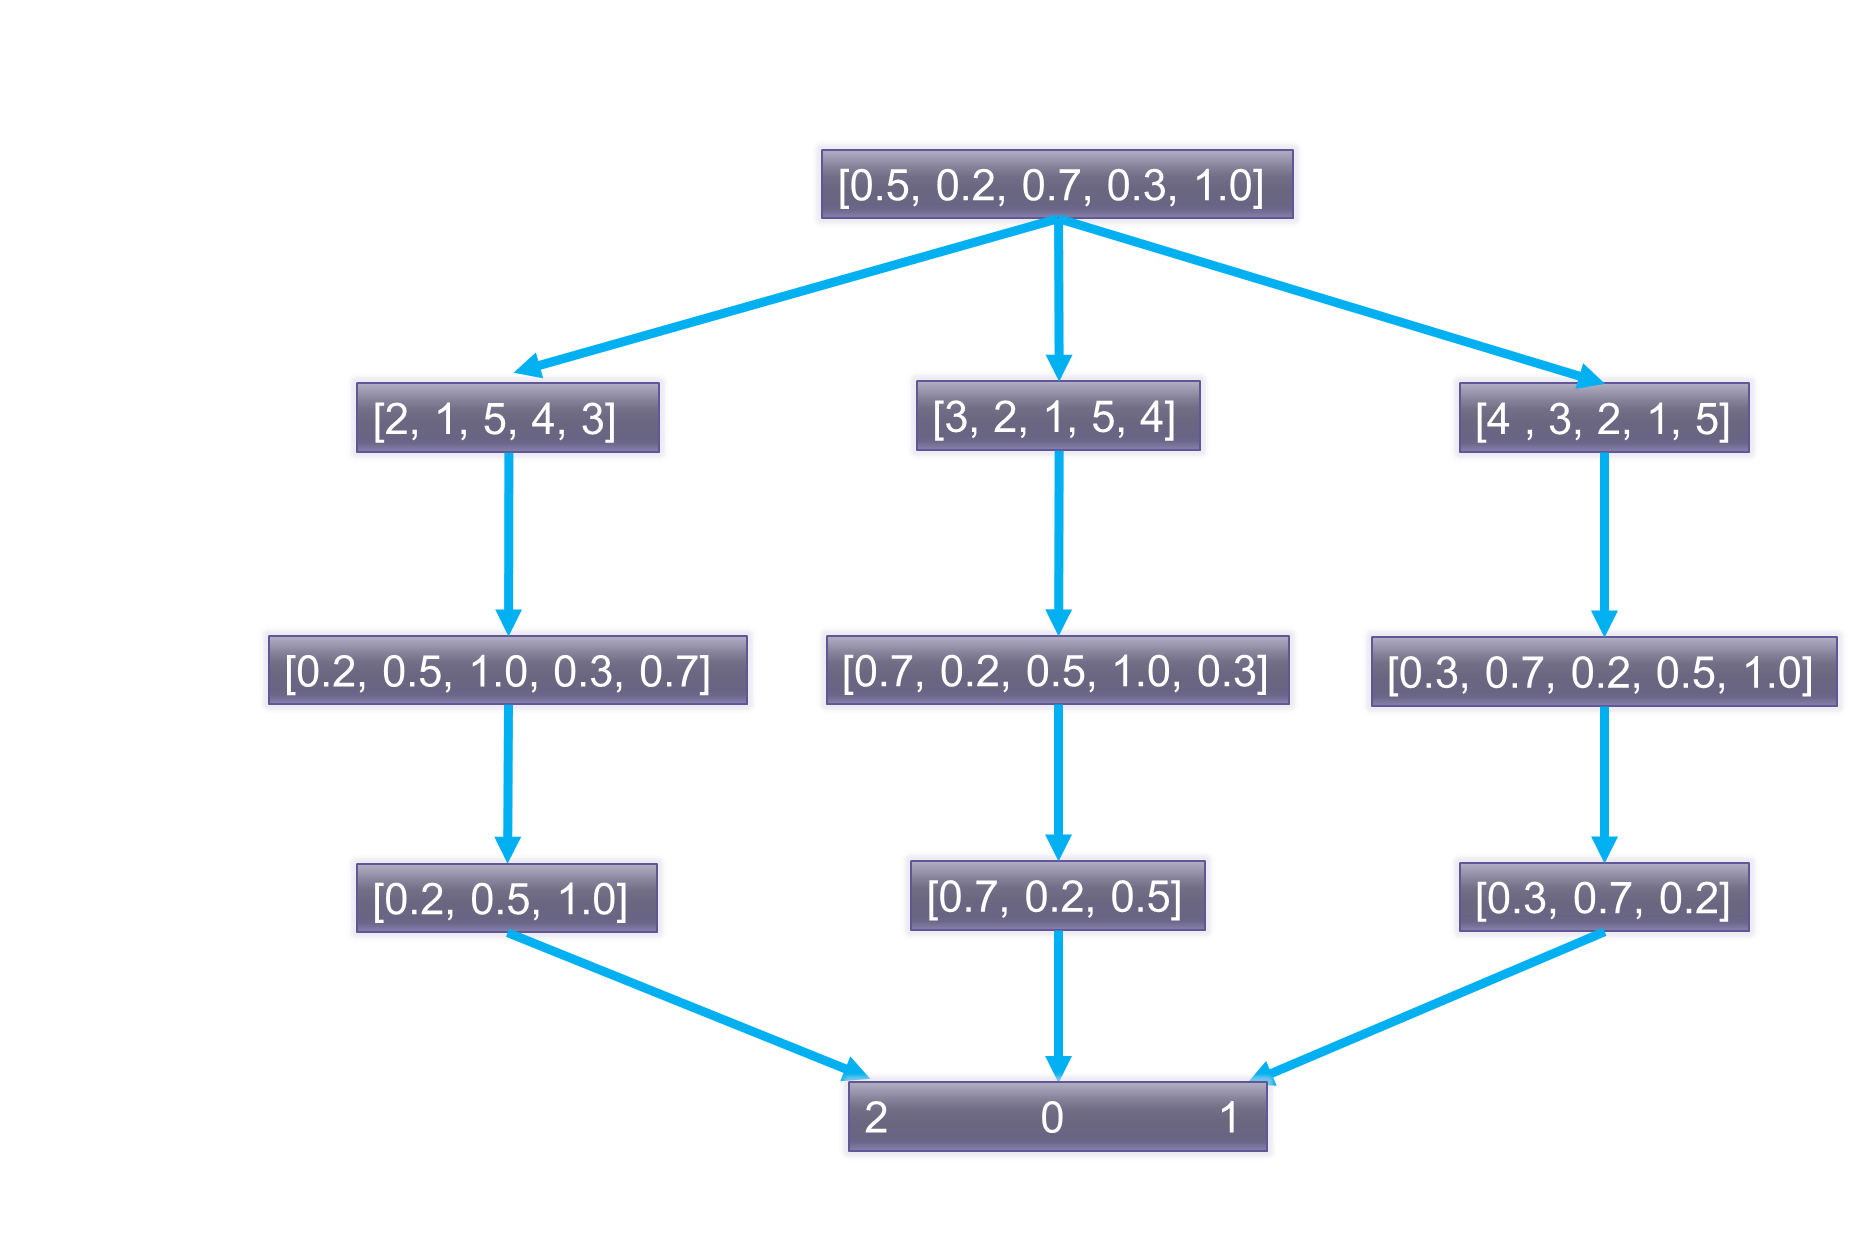 [0.5, 0.2, 0.7, 0.3, 1.0]
[2, 1, 5, 4, 3]
[3, 2, 1, 5, 4]
[4 , 3, 2, 1, 5]
[0.2, 0.5, 1.0, 0.3, 0.7]
[0.7, 0.2, 0.5, 1.0, 0.3]
[0.3, 0.7, 0.2, 0.5, 1.0]
[0.2, 0.5, 1.0]
[0.7, 0.2, 0.5]
[0.3, 0.7, 0.2]
2 0 1